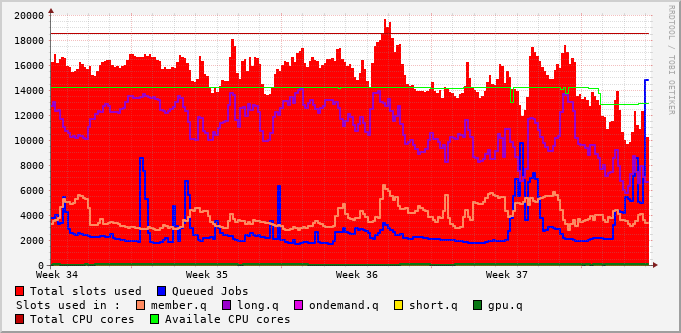 20000
18000
16000
14000
12000
10000
8000
6000
4000
2000
0
Week 34 Week 35 Week 36 Week 37
RRDTOOL / TOBI OETIKER
Total slots used Queued Jobs
Slots used in : member.q long.q ondemand.q short.q gpu.q
Total CPU cores Availale CPU cores